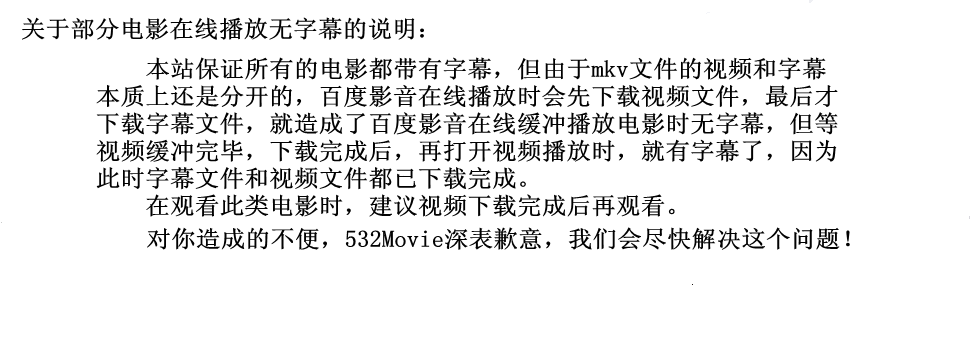 关于部分电影在线播放无字幕的说明：
本站保证所有的电影都带有字幕，但由于mkv文件的视频和字幕
本质上还是分开的，百度影音在线播放时会先下载视频文件，最后才
下载字幕文件，就造成了百度影音在线缓冲播放电影时无字幕，但等
视频缓冲完毕，下载完成后，再打开视频播放时，就有字幕了，因为
此时字幕文件和视频文件都已下载完成。
在观看此类电影时，建议视频下载完成后再观看。
对你造成的不便，532Movie深表歉意，我们会尽快解决这个问题！